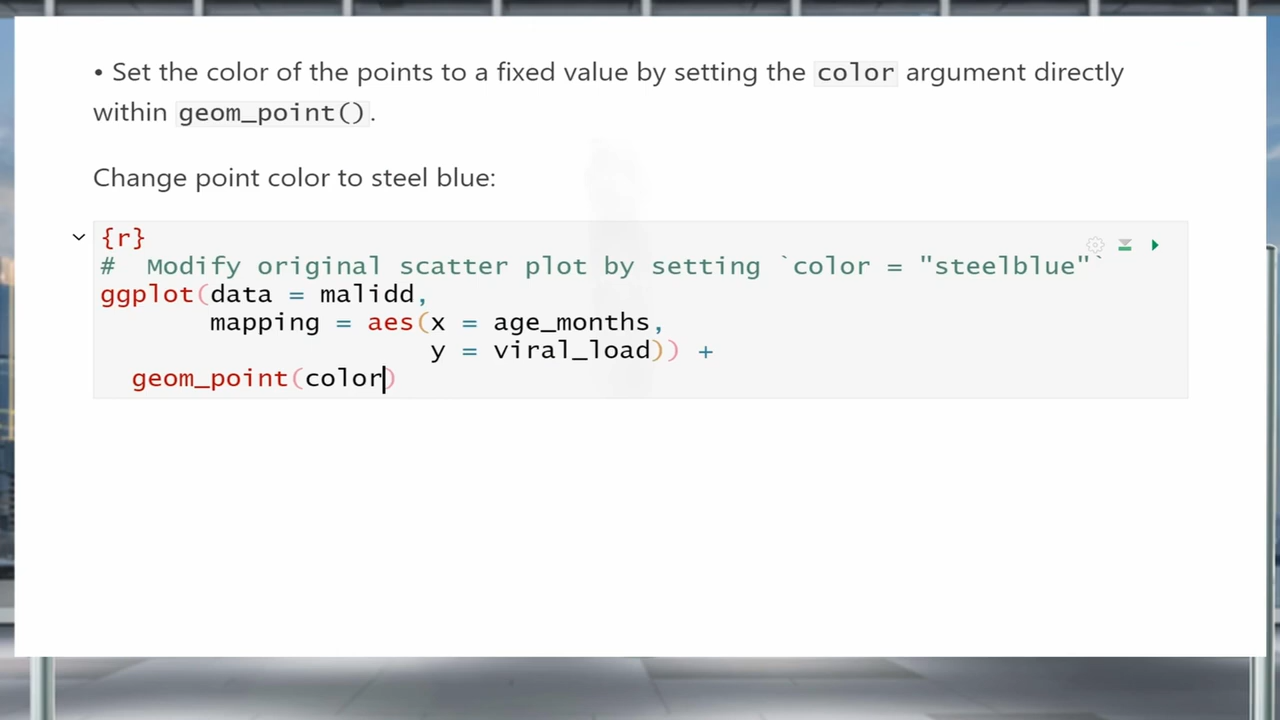 • Set the color of the points to a fixed value by setting the color argument directly
within geom_point().
Change point color to steel blue:
{r}
#  Modify original scatter plot by setting `color = "steelblue"`
ggplot(data = malidd,
       mapping = aes(x = age_months,
                     y = viral_load)) +
  geom_point(color)